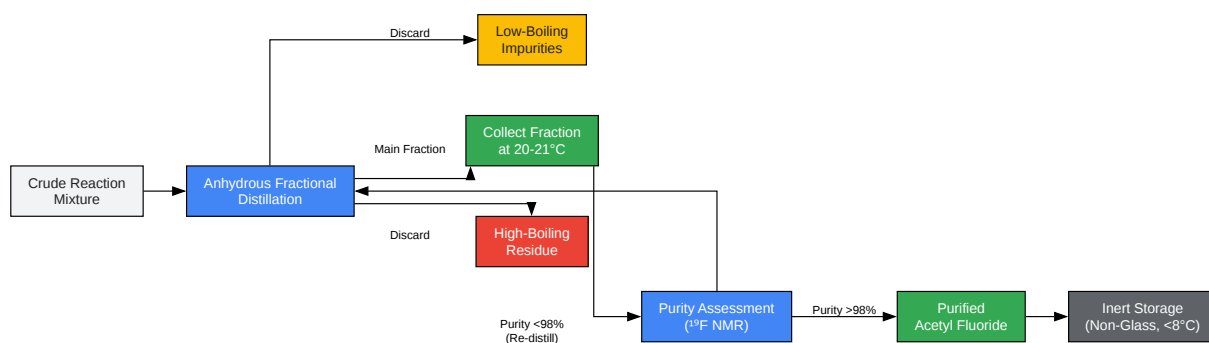 Discard
Low-Boiling
Impurities
Collect Fraction
at 20-21°C
Main Fraction
Crude Reaction
Mixture
Anhydrous Fractional
Distillation
Discard
High-Boiling
Residue
Purity <98%
(Re-distill)
Purity Assessment
(¹⁹F NMR)
Purity >98%
Purified
Acetyl Fluoride
Inert Storage
(Non-Glass, <8°C)